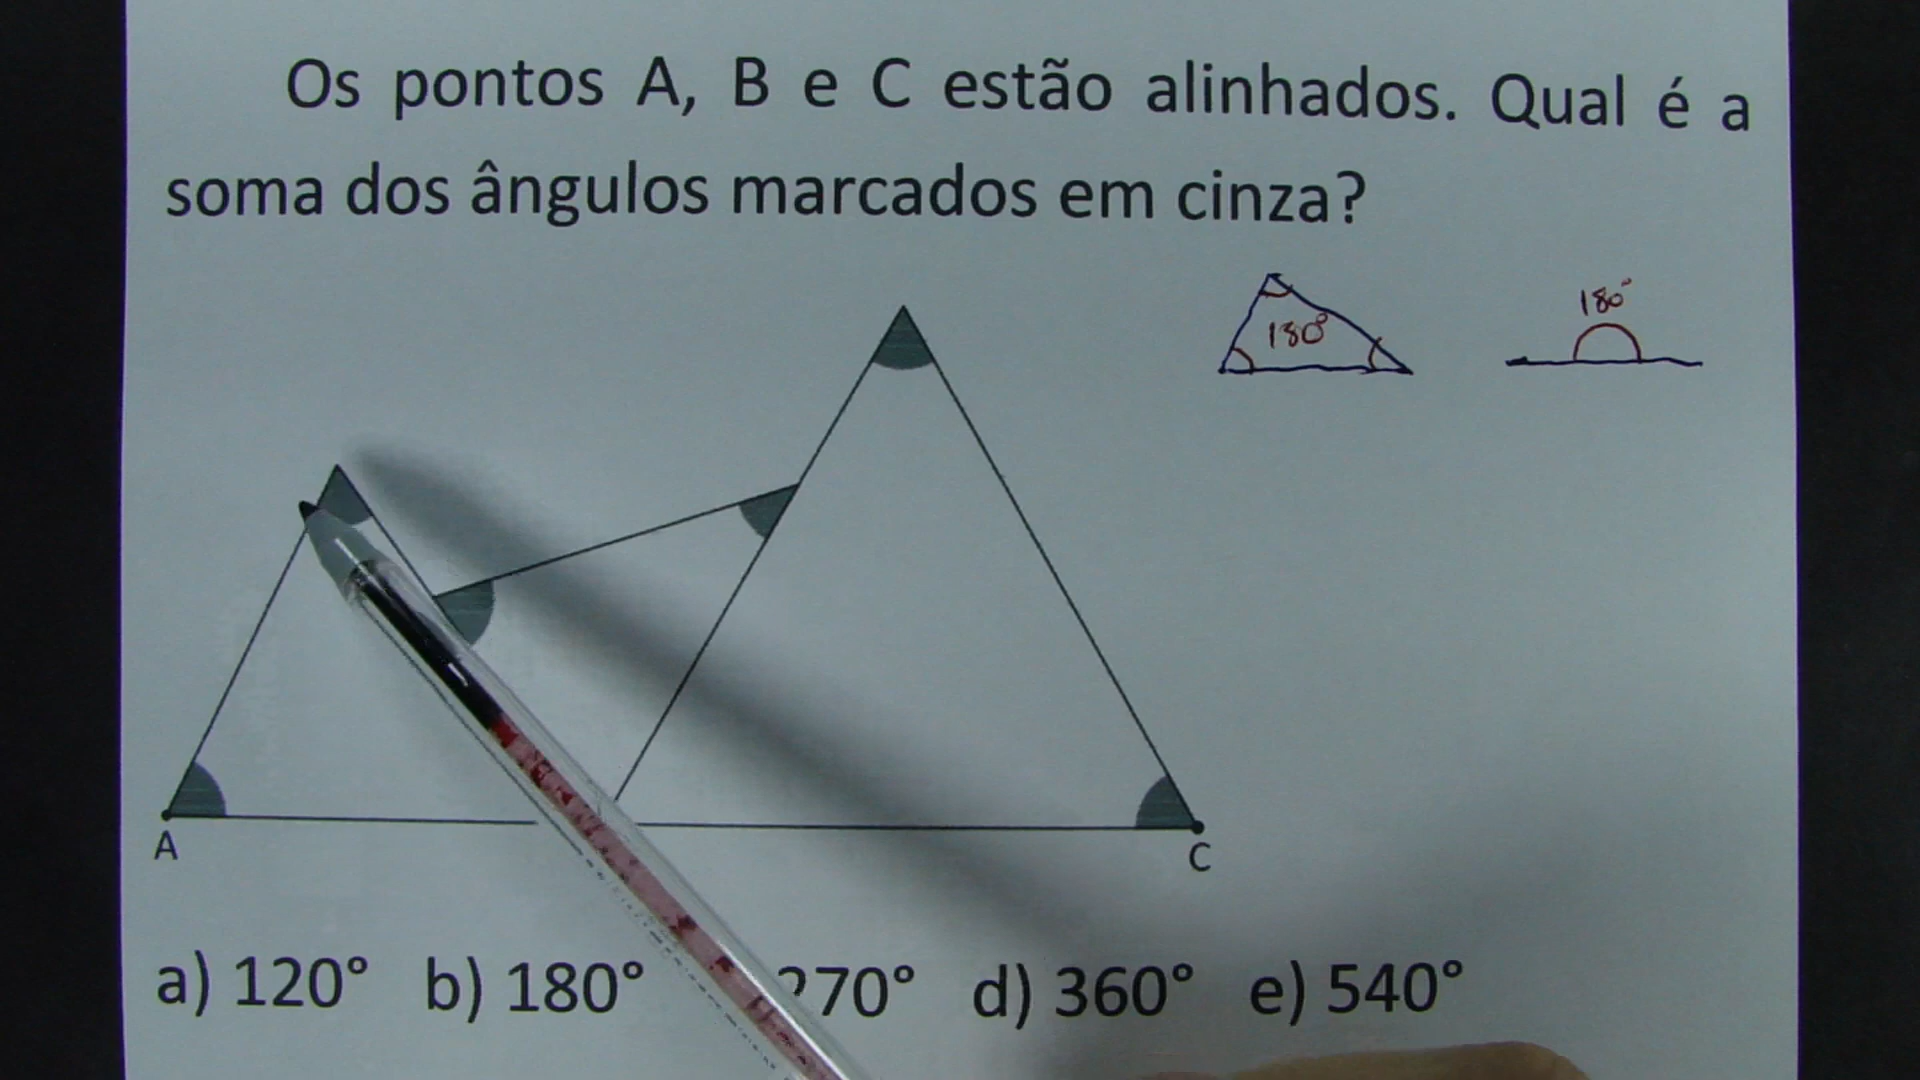 Os pontos A, B e C estão alinhados. Qual é a
soma dos ângulos marcados em cinza?
180°
180°
A
C
a) 120° b) 180° 270° d) 360° e) 540°